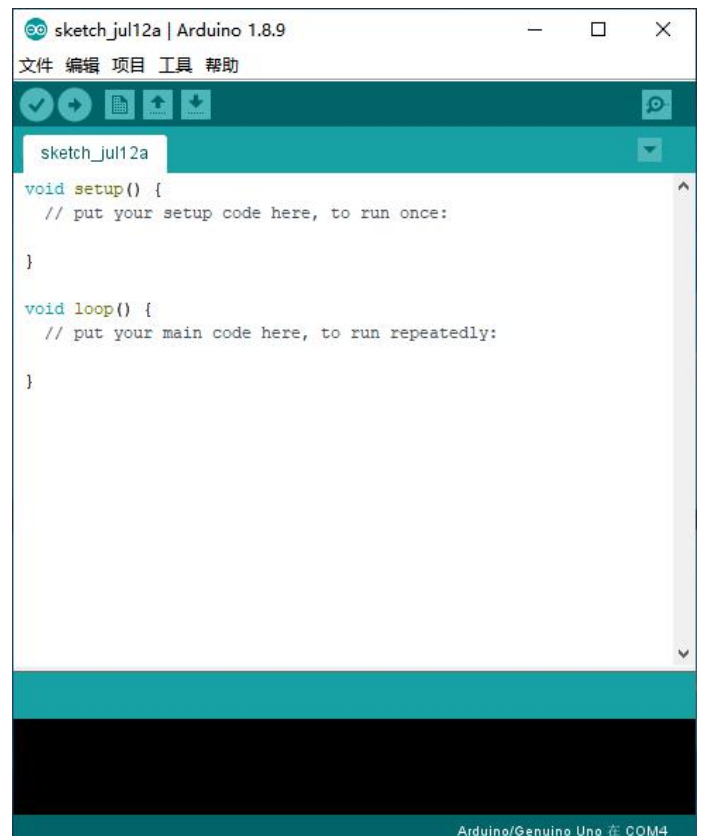 sketch_jul12a | Arduino 1.8.9
文件 编辑 项目 工具 帮助
sketch_jul12a
void setup() {
  // put your setup code here, to run once:
}
void loop() {
  // put your main code here, to run repeatedly:
}
Arduino/Genuino Uno 在 COM4